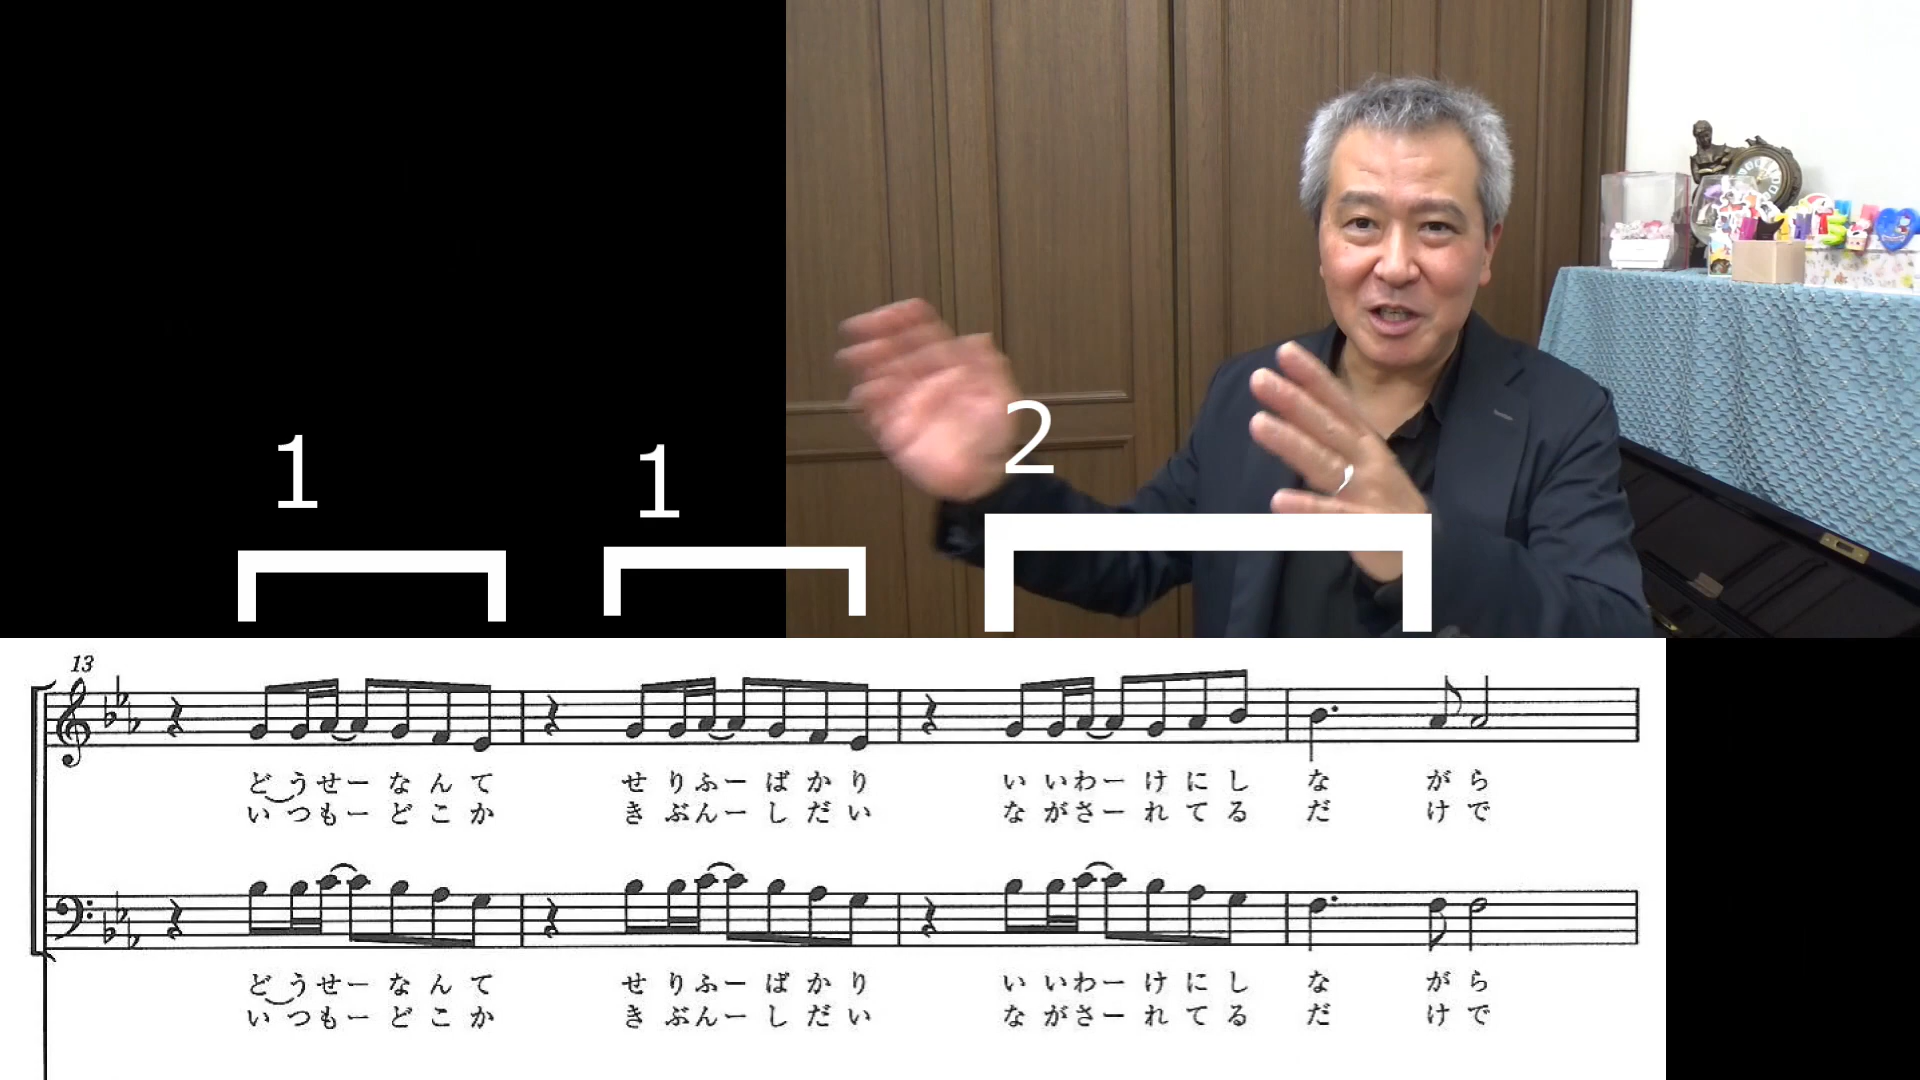 1
1
2
13
どうせー なんて せりふー ばかり いいわー けにし な がら
いつもー どこか きぶんー しだい ながさー れてる だ けで
どうせー なんて せりふー ばかり いいわー けにし な がら
いつもー どこか きぶんー しだい ながさー れてる だ けで